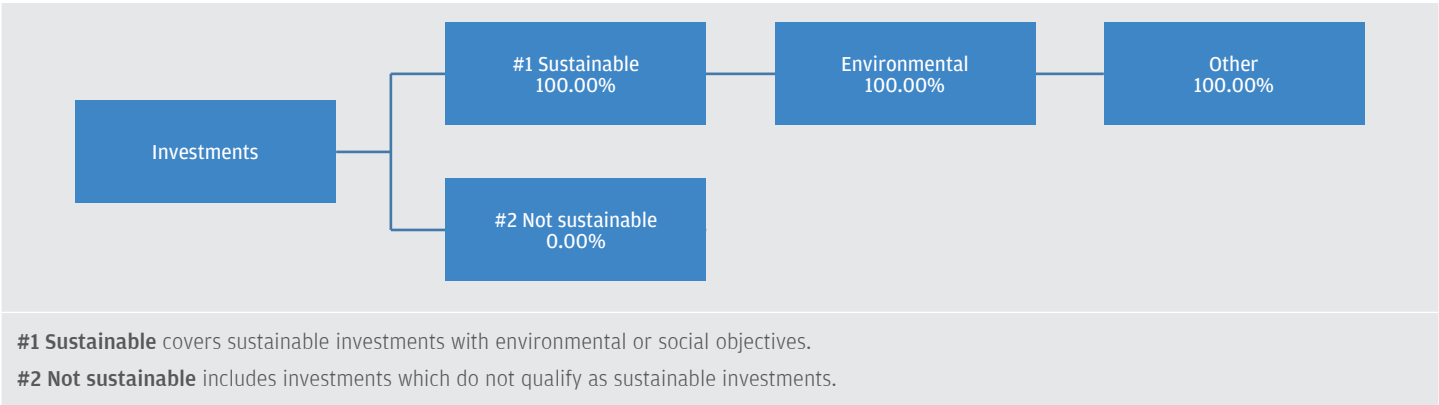 #1 Sustainable
100.00%
Environmental
100.00%
Other
100.00%
Investments
#2 Not sustainable
0.00%
#1 Sustainable covers sustainable investments with environmental or social objectives.
#2 Not sustainable includes investments which do not qualify as sustainable investments.